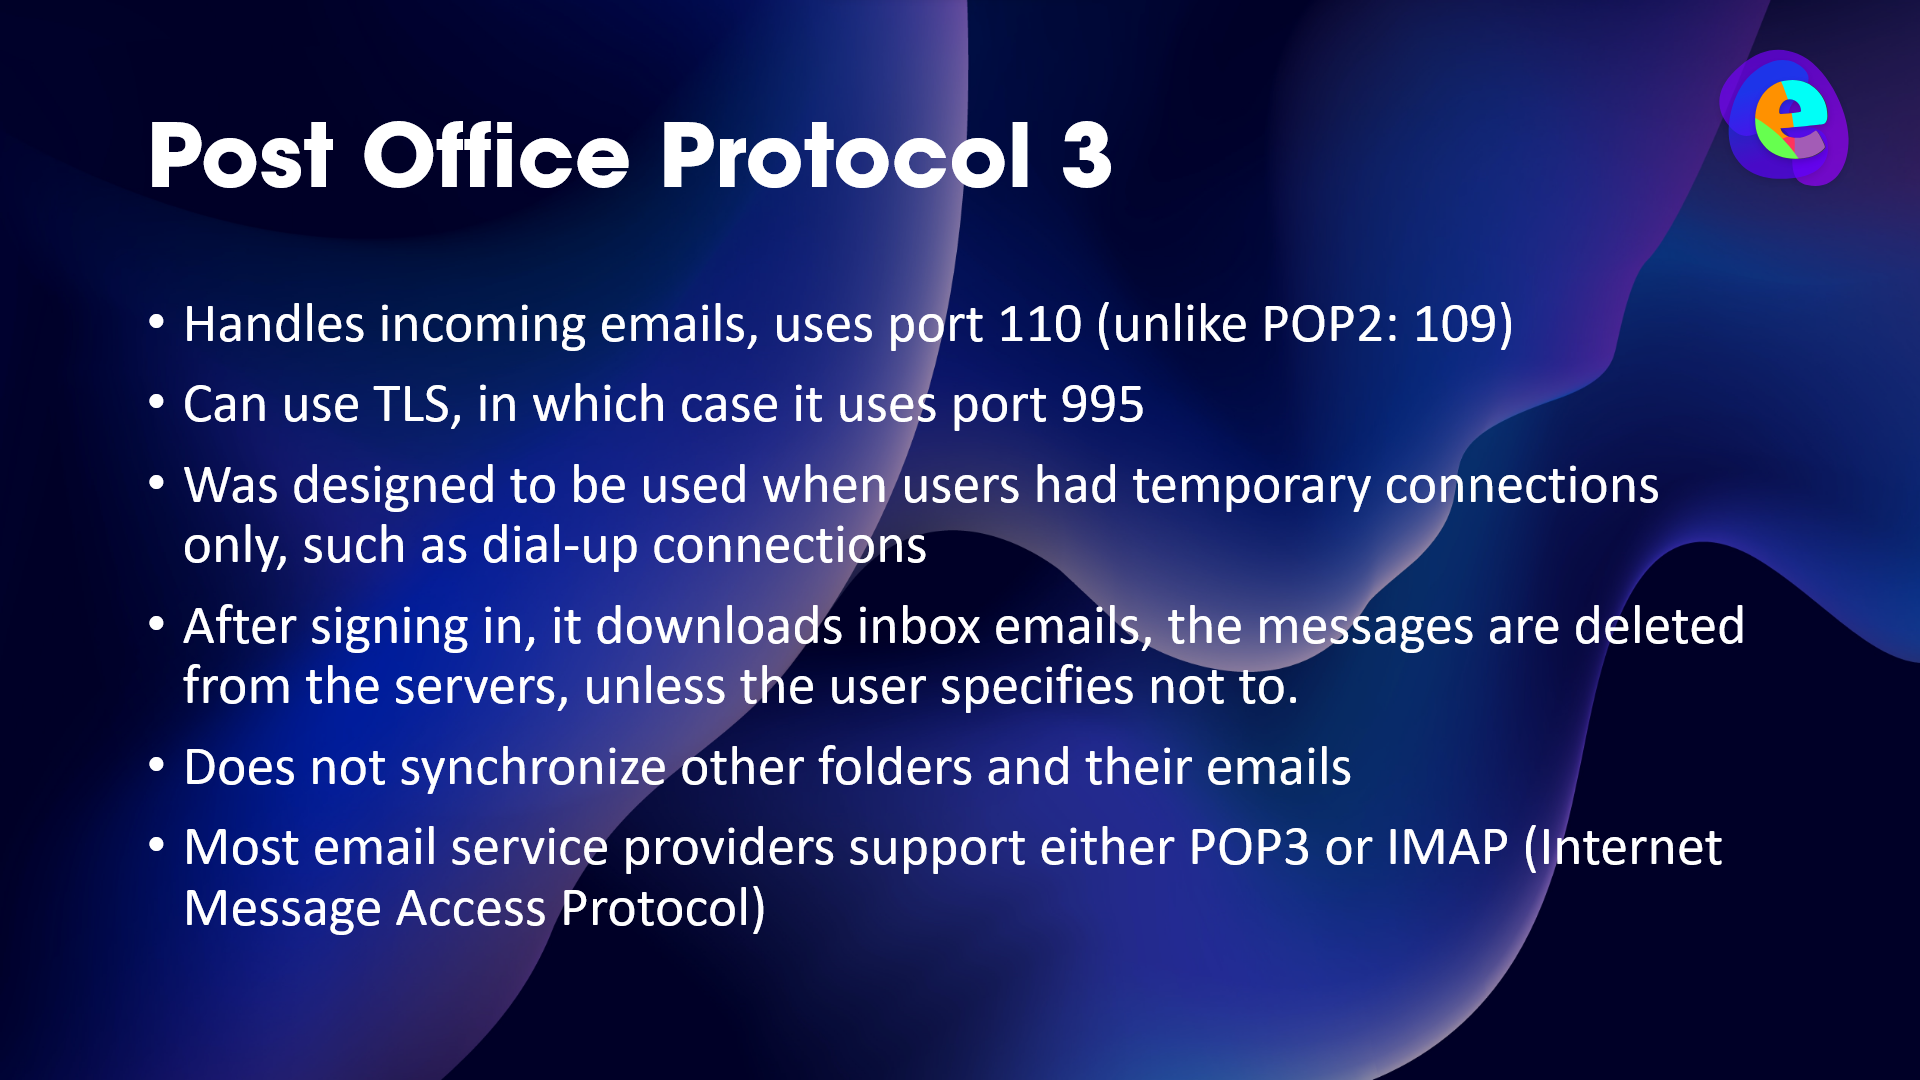 Post Office Protocol 3
e
• Handles incoming emails, uses port 110 (unlike POP2: 109)
• Can use TLS, in which case it uses port 995
• Was designed to be used when users had temporary connections
only, such as dial-up connections
• After signing in, it downloads inbox emails, the messages are deleted
from the servers, unless the user specifies not to.
• Does not synchronize other folders and their emails
• Most email service providers support either POP3 or IMAP (Internet
Message Access Protocol)